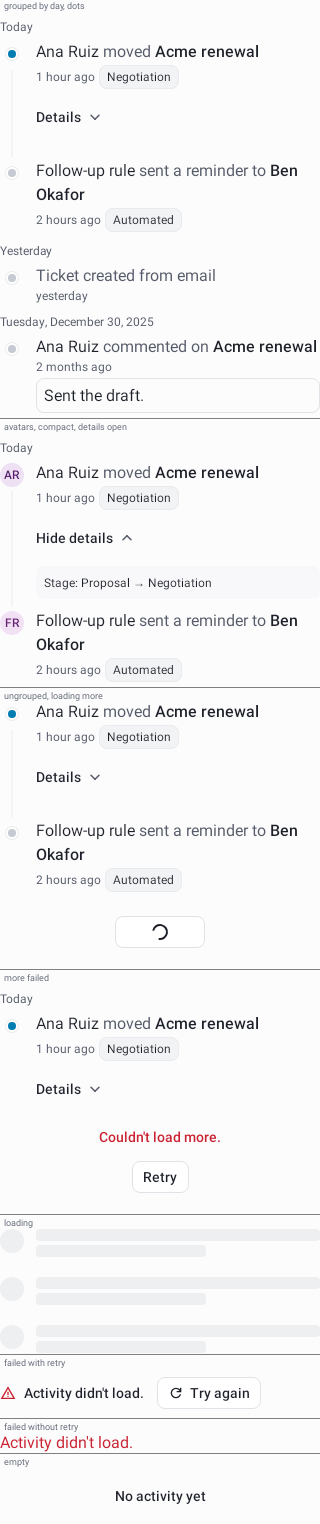 grouped by day, dots
Today
Ana Ruiz moved Acme renewal
1 hour ago Negotiation
Details
Follow-up rule sent a reminder to Ben
Okafor
2 hours ago Automated
Yesterday
Ticket created from email
yesterday
Tuesday, December 30, 2025
Ana Ruiz commented on Acme renewal
2 months ago
Sent the draft.
avatars, compact, details open
Today
AR Ana Ruiz moved Acme renewal
1 hour ago Negotiation
Hide details
Stage: Proposal → Negotiation
FR Follow-up rule sent a reminder to Ben
Okafor
2 hours ago Automated
ungrouped, loading more
Ana Ruiz moved Acme renewal
1 hour ago Negotiation
Details
Follow-up rule sent a reminder to Ben
Okafor
2 hours ago Automated
more failed
Today
Ana Ruiz moved Acme renewal
1 hour ago Negotiation
Details
Couldn't load more.
Retry
loading
failed with retry
Activity didn't load. Try again
failed without retry
Activity didn't load.
empty
No activity yet